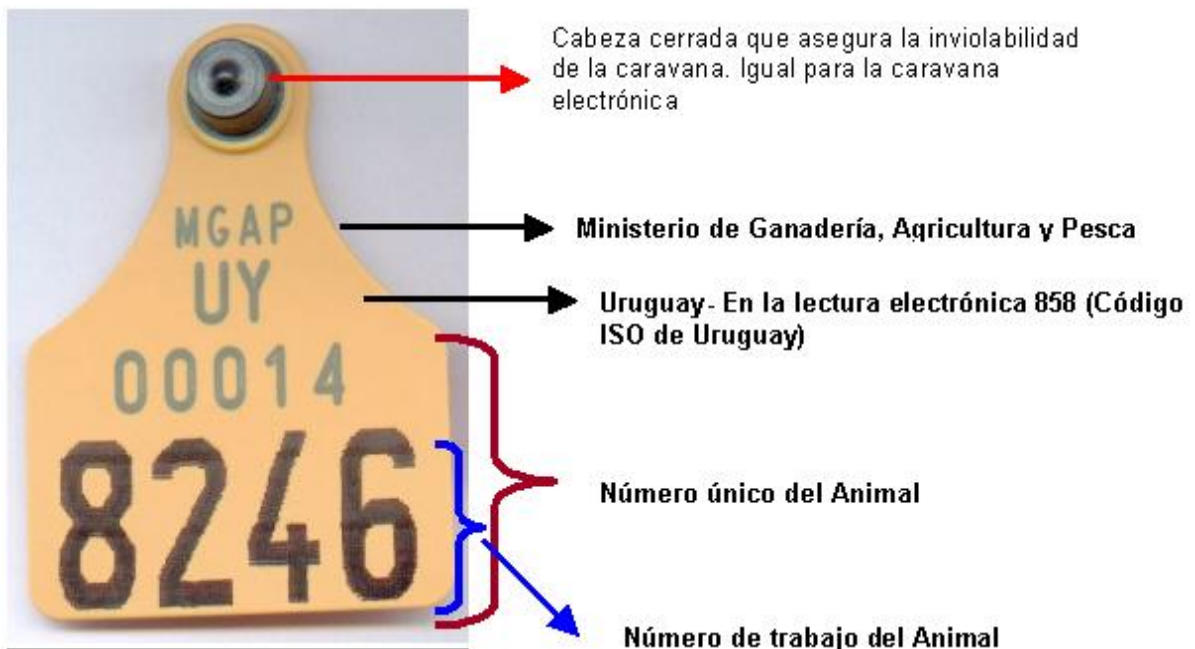 Cabeza cerrada que asegura la inviolabilidad
de la caravana. Igual para la caravana
electrónica
MGAP
Ministerio de Ganadería, Agricultura y Pesca
UY
Uruguay- En la lectura electrónica 858 (Código
ISO de Uruguay)
00014
8246
Número único del Animal
Número de trabajo del Animal